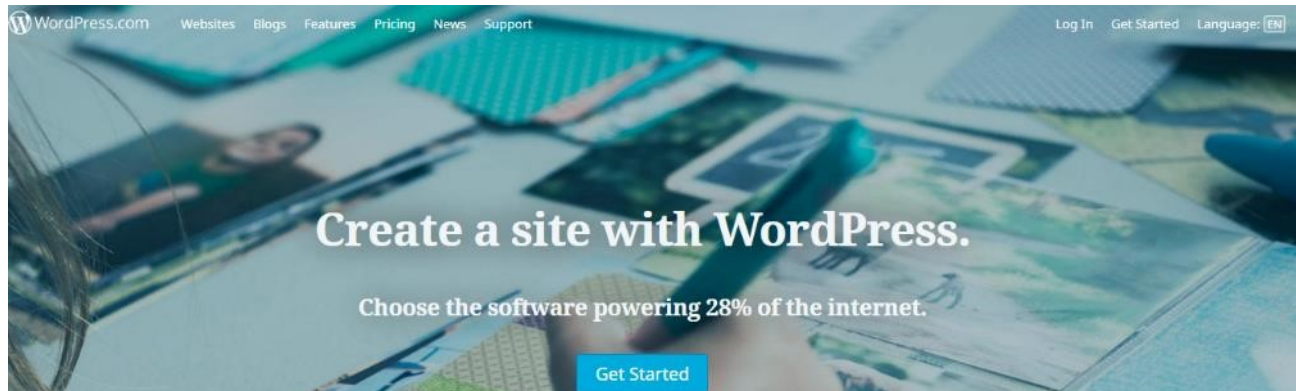 WordPress.com Websites Blogs Features Pricing News Support Log In Get Started Language: EN
Create a site with WordPress.
Choose the software powering 28% of the internet.
Get Started